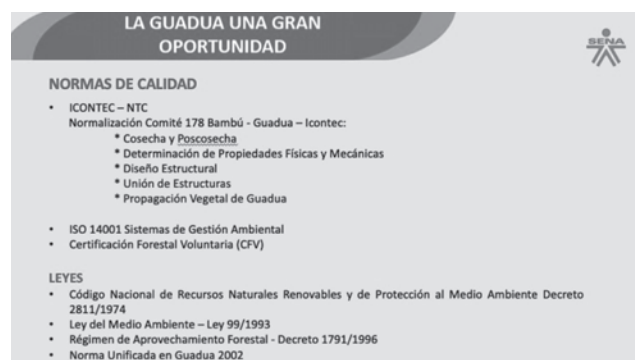 LA GUADUA UNA GRAN
OPORTUNIDAD
SENA
NORMAS DE CALIDAD
• ICONTEC – NTC
Normalización Comité 178 Bambú - Guadua – Icontec:
* Cosecha y Poscosecha
* Determinación de Propiedades Físicas y Mecánicas
* Diseño Estructural
* Unión de Estructuras
* Propagación Vegetal de Guadua
• ISO 14001 Sistemas de Gestión Ambiental
• Certificación Forestal Voluntaria (CFV)
LEYES
• Código Nacional de Recursos Naturales Renovables y de Protección al Medio Ambiente Decreto
2811/1974
• Ley del Medio Ambiente – Ley 99/1993
• Régimen de Aprovechamiento Forestal - Decreto 1791/1996
• Norma Unificada en Guadua 2002